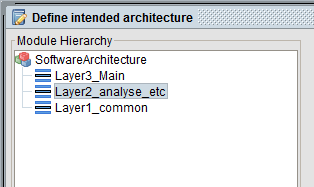 Define intended architecture
Module Hierarchy
SoftwareArchitecture
Layer3_Main
Layer2_analyse_etc
Layer1_common